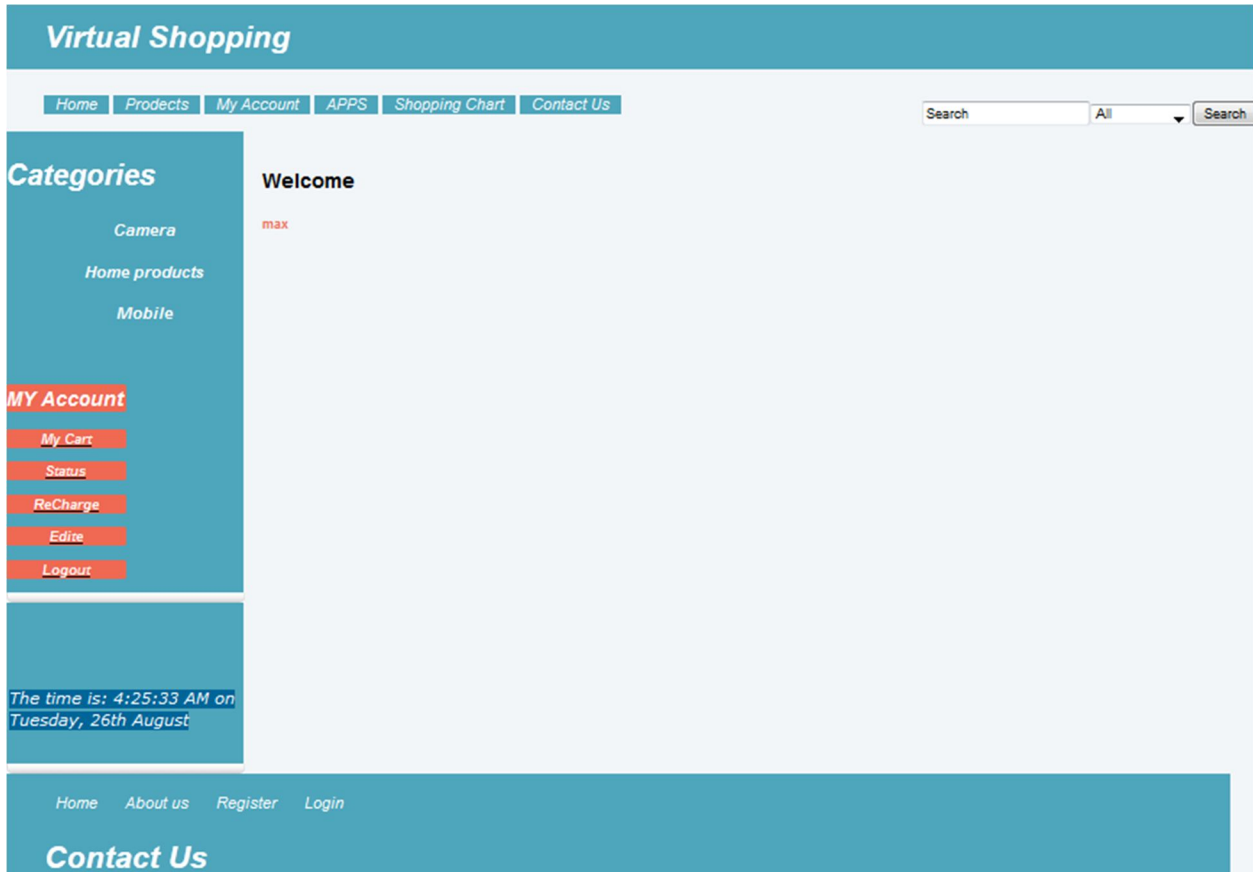 Virtual Shopping
Home Prodects My Account APPS Shopping Chart Contact Us
Search All Search
Categories
Camera
Home products
Mobile
MY Account
My Cart
Status
ReCharge
Edite
Logout
The time is: 4:25:33 AM on
Tuesday, 26th August
Welcome
max
Home About us Register Login
Contact Us